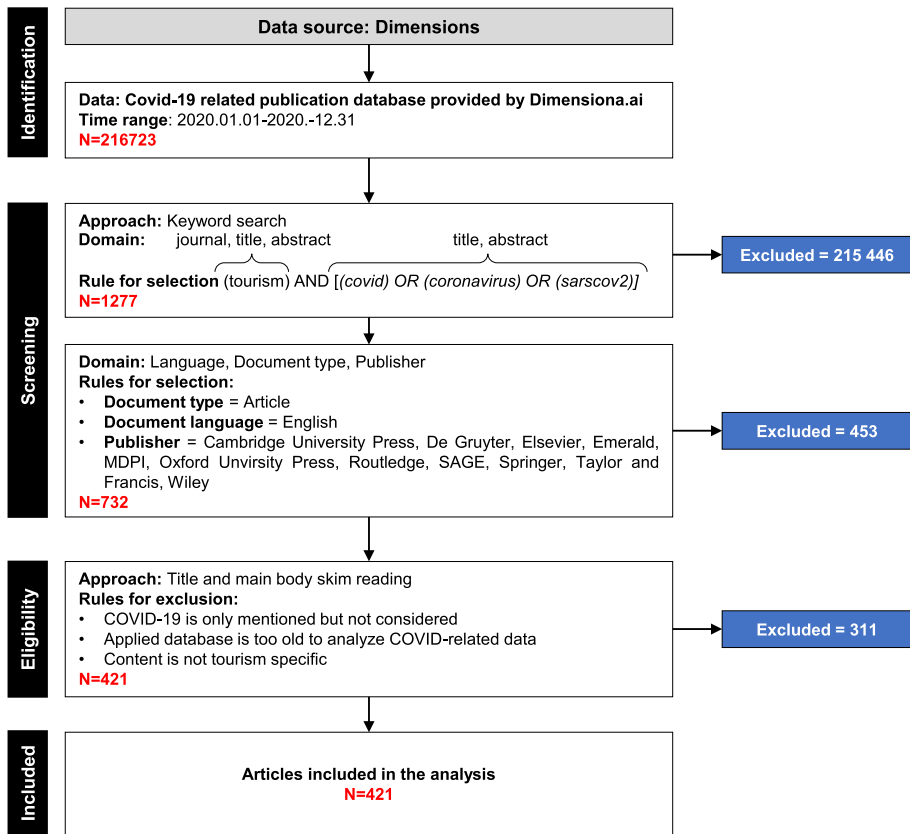 Identification
Data source: Dimensions
Data: Covid-19 related publication database provided by Dimensiona.ai
Time range: 2020.01.01-2020.-12.31
N=216723
Screening
Approach: Keyword search
Domain: journal, title, abstract title, abstract
Rule for selection (tourism) AND [(covid) OR (coronavirus) OR (sarscov2)]
N=1277
Excluded = 215 446
Domain: Language, Document type, Publisher
Rules for selection:
• Document type = Article
• Document language = English
• Publisher = Cambridge University Press, De Gruyter, Elsevier, Emerald,
MDPI, Oxford Unvirsity Press, Routledge, SAGE, Springer, Taylor and
Francis, Wiley
N=732
Excluded = 453
Eligibility
Approach: Title and main body skim reading
Rules for exclusion:
• COVID-19 is only mentioned but not considered
• Applied database is too old to analyze COVID-related data
• Content is not tourism specific
N=421
Excluded = 311
Included
Articles included in the analysis
N=421